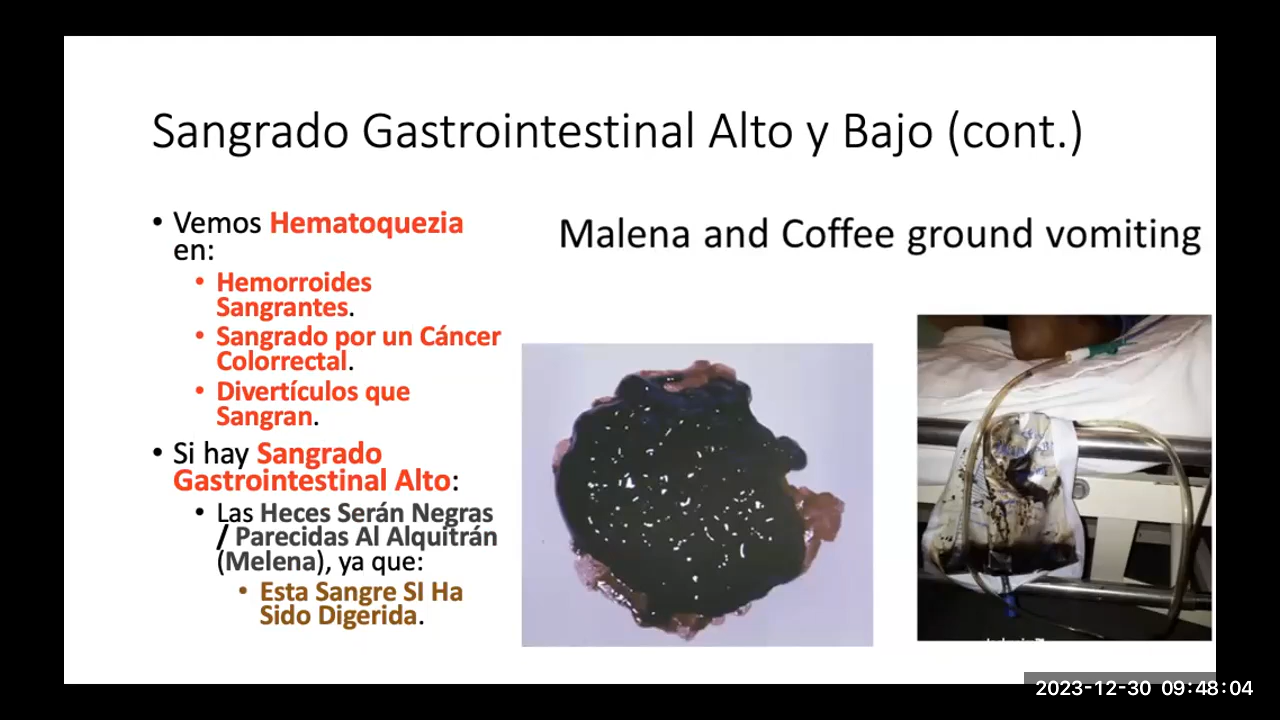 Sangrado Gastrointestinal Alto y Bajo (cont.)
• Vemos Hematoquezia
en:
• Hemorroides
Sangrantes.
• Sangrado por un Cáncer
Colorrectal.
• Divertículos que
Sangran.
• Si hay Sangrado
Gastrointestinal Alto:
• Las Heces Serán Negras
/ Parecidas Al Alquitrán
(Melena), ya que:
• Esta Sangre SI Ha
Sido Digerida.
Malena and Coffee ground vomiting
2023-12-30 09:48:04